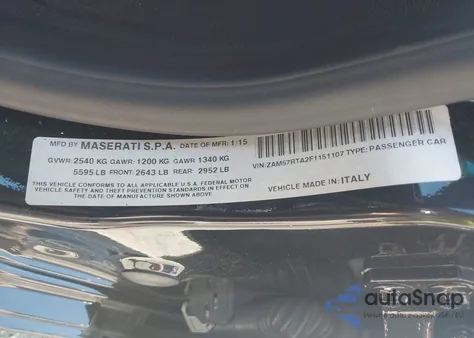 MFD BY MASERATI S.P.A. DATE OF MFR: 1/15
GVWR: 2540 KG GAWR: 1200 KG GAWR 1340 KG
5595 LB FRONT: 2643 LB REAR: 2952 LB
VIN: ZAM57RTA2F1151107 TYPE: PASSENGER CAR
THIS VEHICLE CONFORMS TO ALL APPLICABLE U.S.A. FEDERAL MOTOR
VEHICLE SAFETY BUMPER AND THEFT PREVENTION STANDARDS IN EFFECT ON
THE DATE OF MANUFACTURE SHOWN ABOVE
MADE IN: ITALY
autoSnap